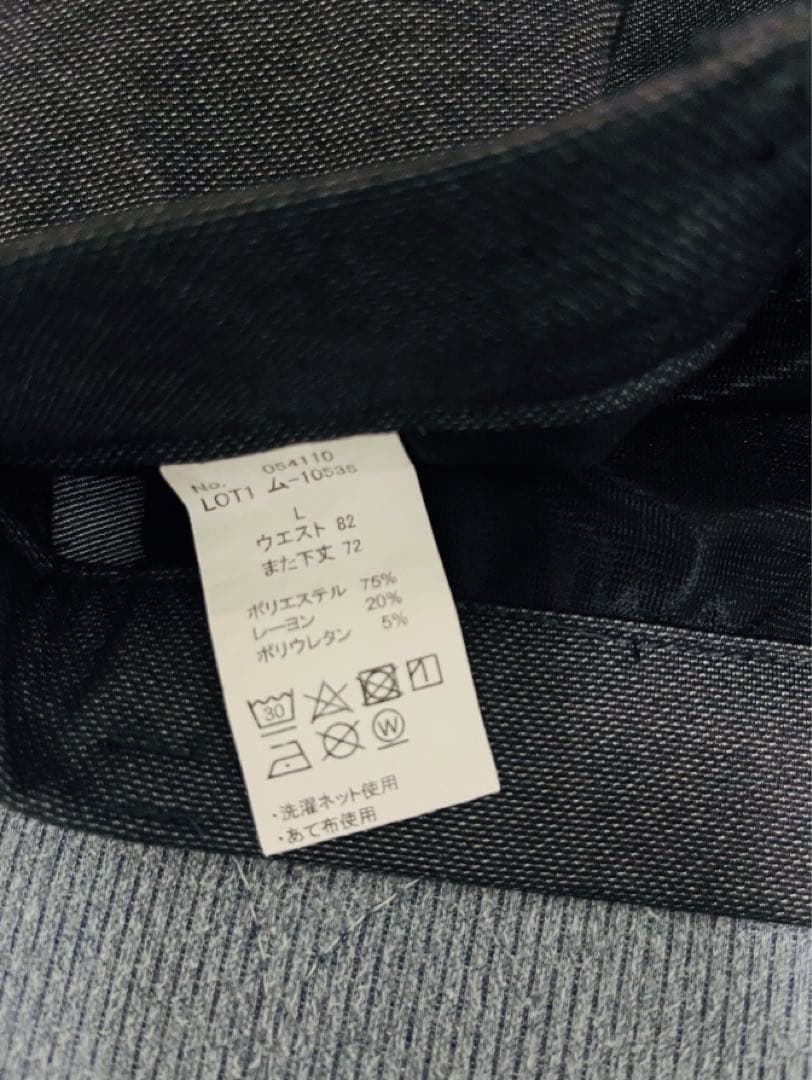 No. 054110
LOT1 ム-10535
L
ウエスト 82
また下丈 72
ポリエステル 75%
レーヨン 20%
ポリウレタン 5%
30
W
・洗濯ネット使用
・あて布使用